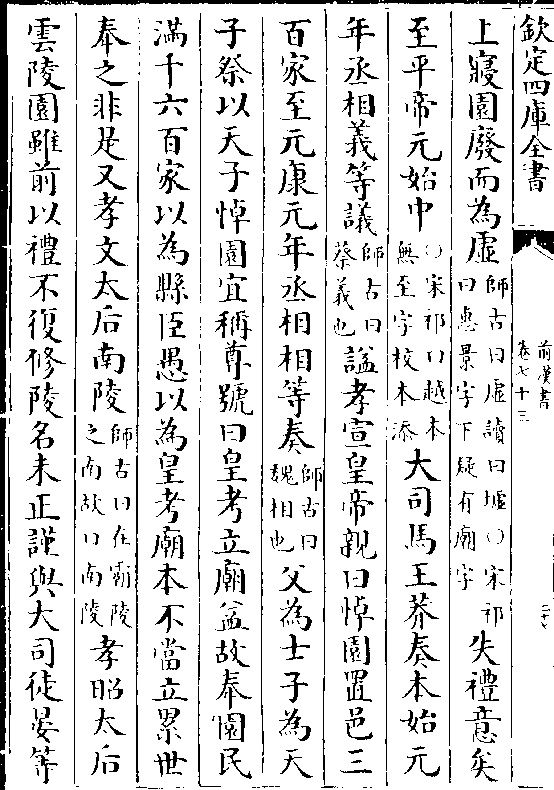 欽定四庫全書
前漢書
卷七十三
上寢園廢而為虛師古曰虛讀曰墟○宋祁曰惠景字下疑有廟字失禮意矣
至平帝元始中○宋祁曰越本無至字校本添大司馬王莽奏本始元
年丞相義等議師古曰蔡義也諡孝宣皇帝親曰悼園置邑三
百家至元康元年丞相相等奏師古曰魏相也父為士子為天
子祭以天子悼園宜稱尊號曰皇考立廟益故奉園民
滿千六百家以為縣臣愚以為皇考廟本不當立累世
奉之非是又孝文太后南陵師古曰在霸陵之南故曰南陵孝昭太后
雲陵園雖前以禮不復修陵名未正謹與大司徒晏等